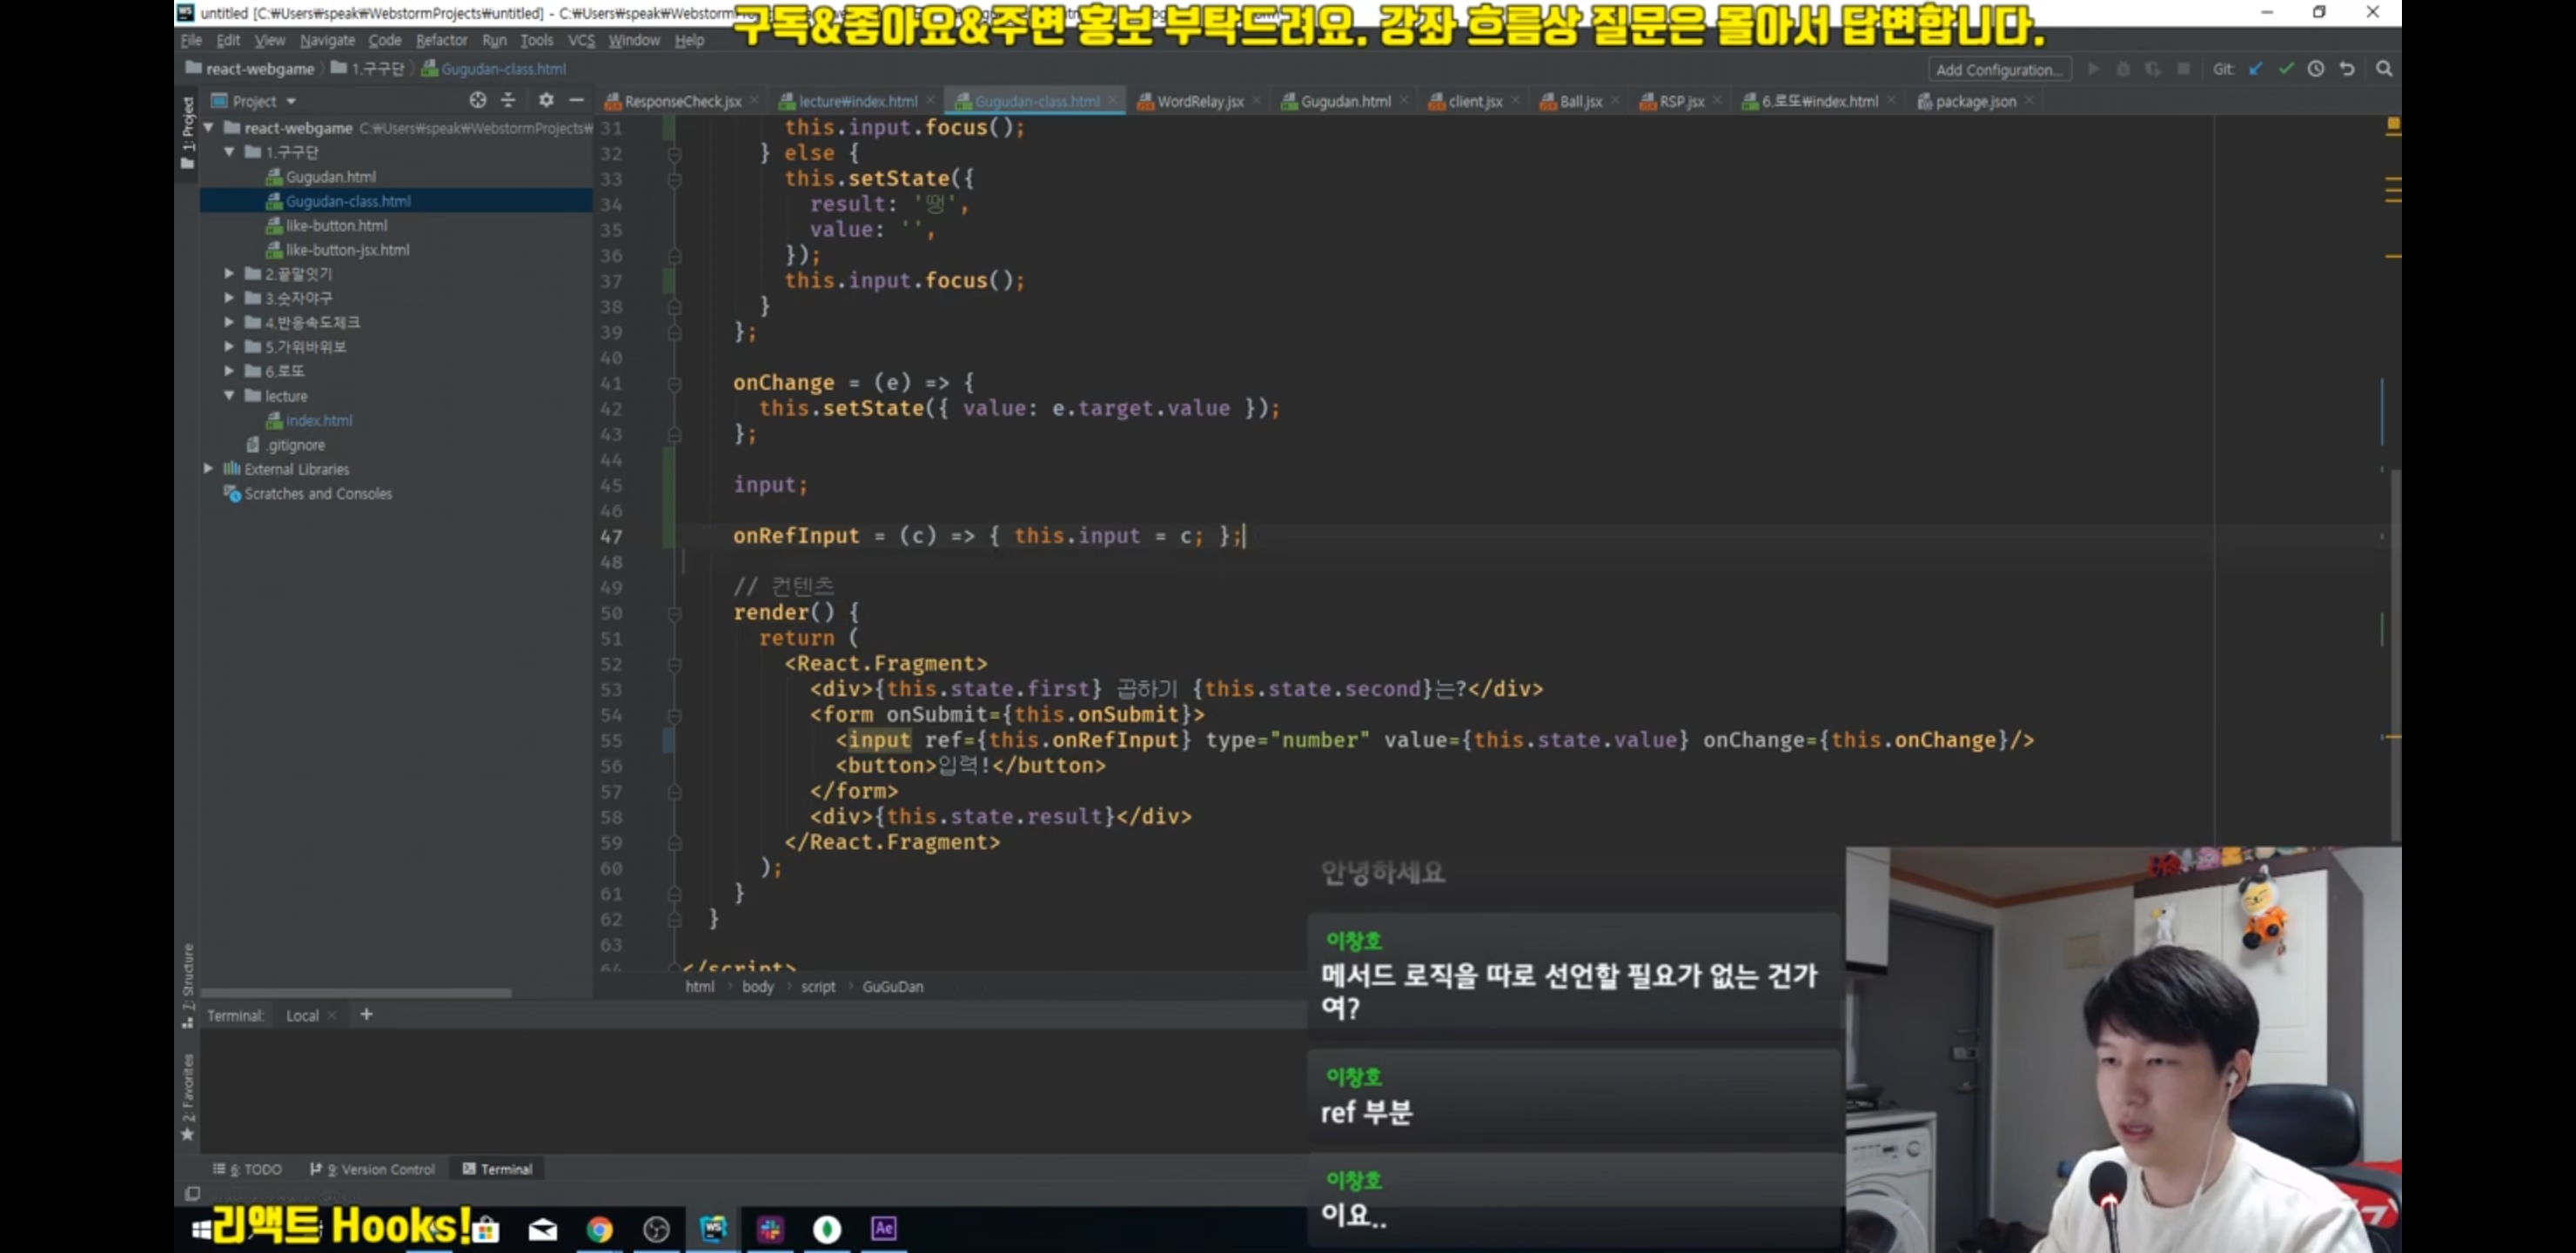 untitled [C:₩Users₩speak₩WebstormProjects₩untitled] - C:₩Users₩speak₩WebstormPro
구독&좋아요&주변 홍보 부탁드려요. 강좌 흐름상 질문은 몰아서 답변합니다.
File Edit View Navigate Code Refactor Run Tools VCS Window Help
react-webgame 1.구구단 Gugudan-class.html
Add Configuration... Git:
Project
ResponseCheck.jsx lecture₩index.html Gugudan-class.html WordRelay.jsx Gugudan.html client.jsx Ball.jsx RSP.jsx 6.로또₩index.html package.json
1: Project
react-webgame C:₩Users₩speak₩WebstormProjects₩
1.구구단
Gugudan.html
Gugudan-class.html
like-button.html
like-button-jsx.html
2.끝말잇기
3.숫자야구
4.반응속도체크
5.가위바위보
6.로또
lecture
index.html
.gitignore
External Libraries
Scratches and Consoles
31 this.input.focus();
32 } else {
33 this.setState({
34 result: '땡',
35 value: '',
36 });
37 this.input.focus();
38 }
39 };
40
41 onChange = (e) => {
42 this.setState({ value: e.target.value });
43 };
44
45 input;
46
47 onRefInput = (c) => { this.input = c; };
48
49 // 컨텐츠
50 render() {
51 return (
52 <React.Fragment>
53 <div>{this.state.first} 곱하기 {this.state.second}는?</div>
54 <form onSubmit={this.onSubmit}>
55 <input ref={this.onRefInput} type="number" value={this.state.value} onChange={this.onChange}/>
56 <button>입력!</button>
57 </form>
58 <div>{this.state.result}</div>
59 </React.Fragment>
60 );
61 }
62 }
63
64 </script>
html body script GuGuDan
7: Structure
2: Favorites
Terminal: Local +
안녕하세요
이창호
메서드 로직을 따로 선언할 필요가 없는 건가
여?
이창호
ref 부분
이창호
이요..
6: TODO 9: Version Control Terminal
리액트 Hooks!
WS
Ae